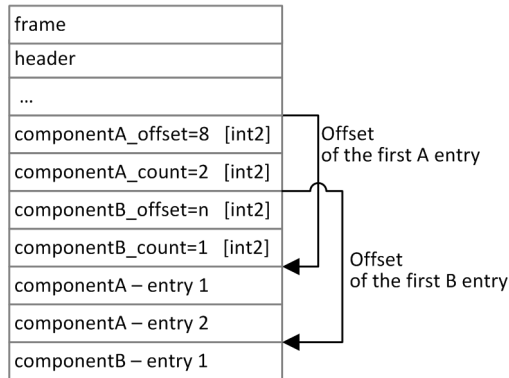 frame
header
...
componentA_offset=8 [int2]
componentA_count=2 [int2]
componentB_offset=n [int2]
componentB_count=1 [int2]
componentA – entry 1
componentA – entry 2
componentB – entry 1
Offset
of the first A entry
Offset
of the first B entry